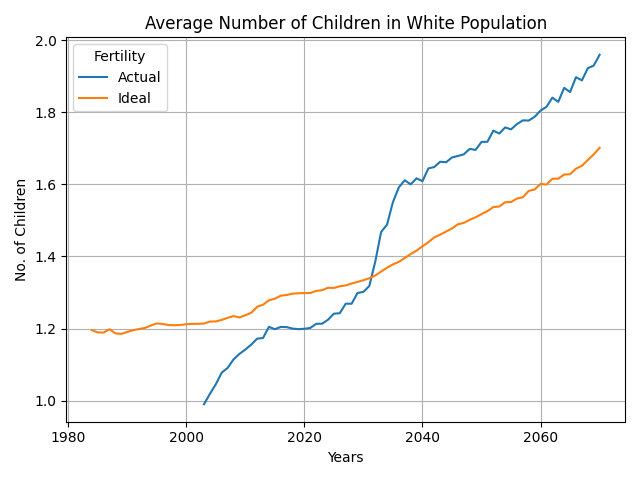 Average Number of Children in White Population
Fertility
Actual
Ideal
No. of Children
2.0
1.8
1.6
1.4
1.2
1.0
1980
2000
2020
2040
2060
Years